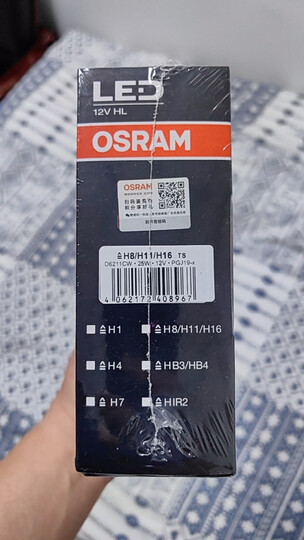 LED
12V HL
OSRAM
OSRAM
≙H8/H11/H16 TS
O6211CW • 25W • 12V • PGJ19-x
4 062172 408967
≙H1
≙H8/H11/H16
≙H4
≙HB3/HB4
≙H7
≙HIR2